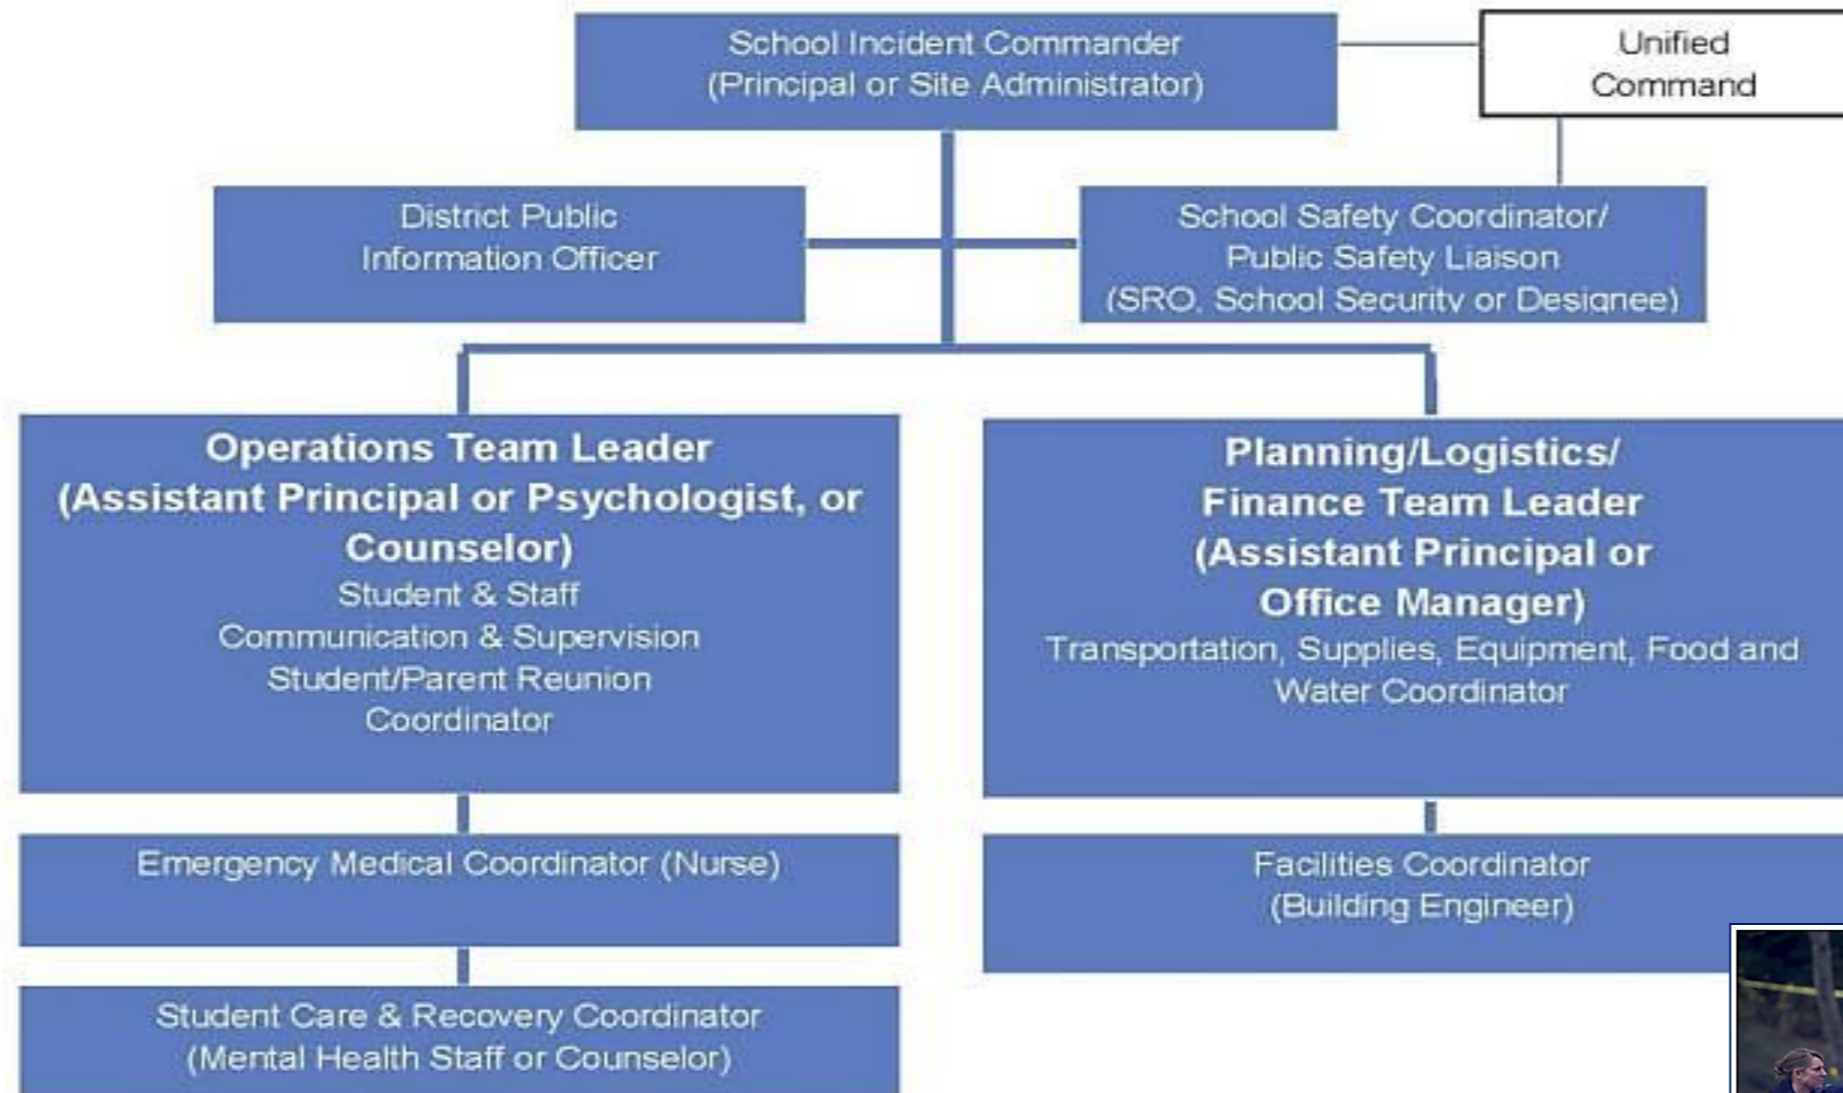 School Incident Commander
(Principal or Site Administrator)
Unified
Command
District Public
Information Officer
School Safety Coordinator/
Public Safety Liaison
(SRO, School Security or Designee)
Operations Team Leader
(Assistant Principal or Psychologist, or
Counselor)
Student & Staff
Communication & Supervision
Student/Parent Reunion
Coordinator
Planning/Logistics/
Finance Team Leader
(Assistant Principal or
Office Manager)
Transportation, Supplies, Equipment, Food and
Water Coordinator
Emergency Medical Coordinator (Nurse)
Facilities Coordinator
(Building Engineer)
Student Care & Recovery Coordinator
(Mental Health Staff or Counselor)